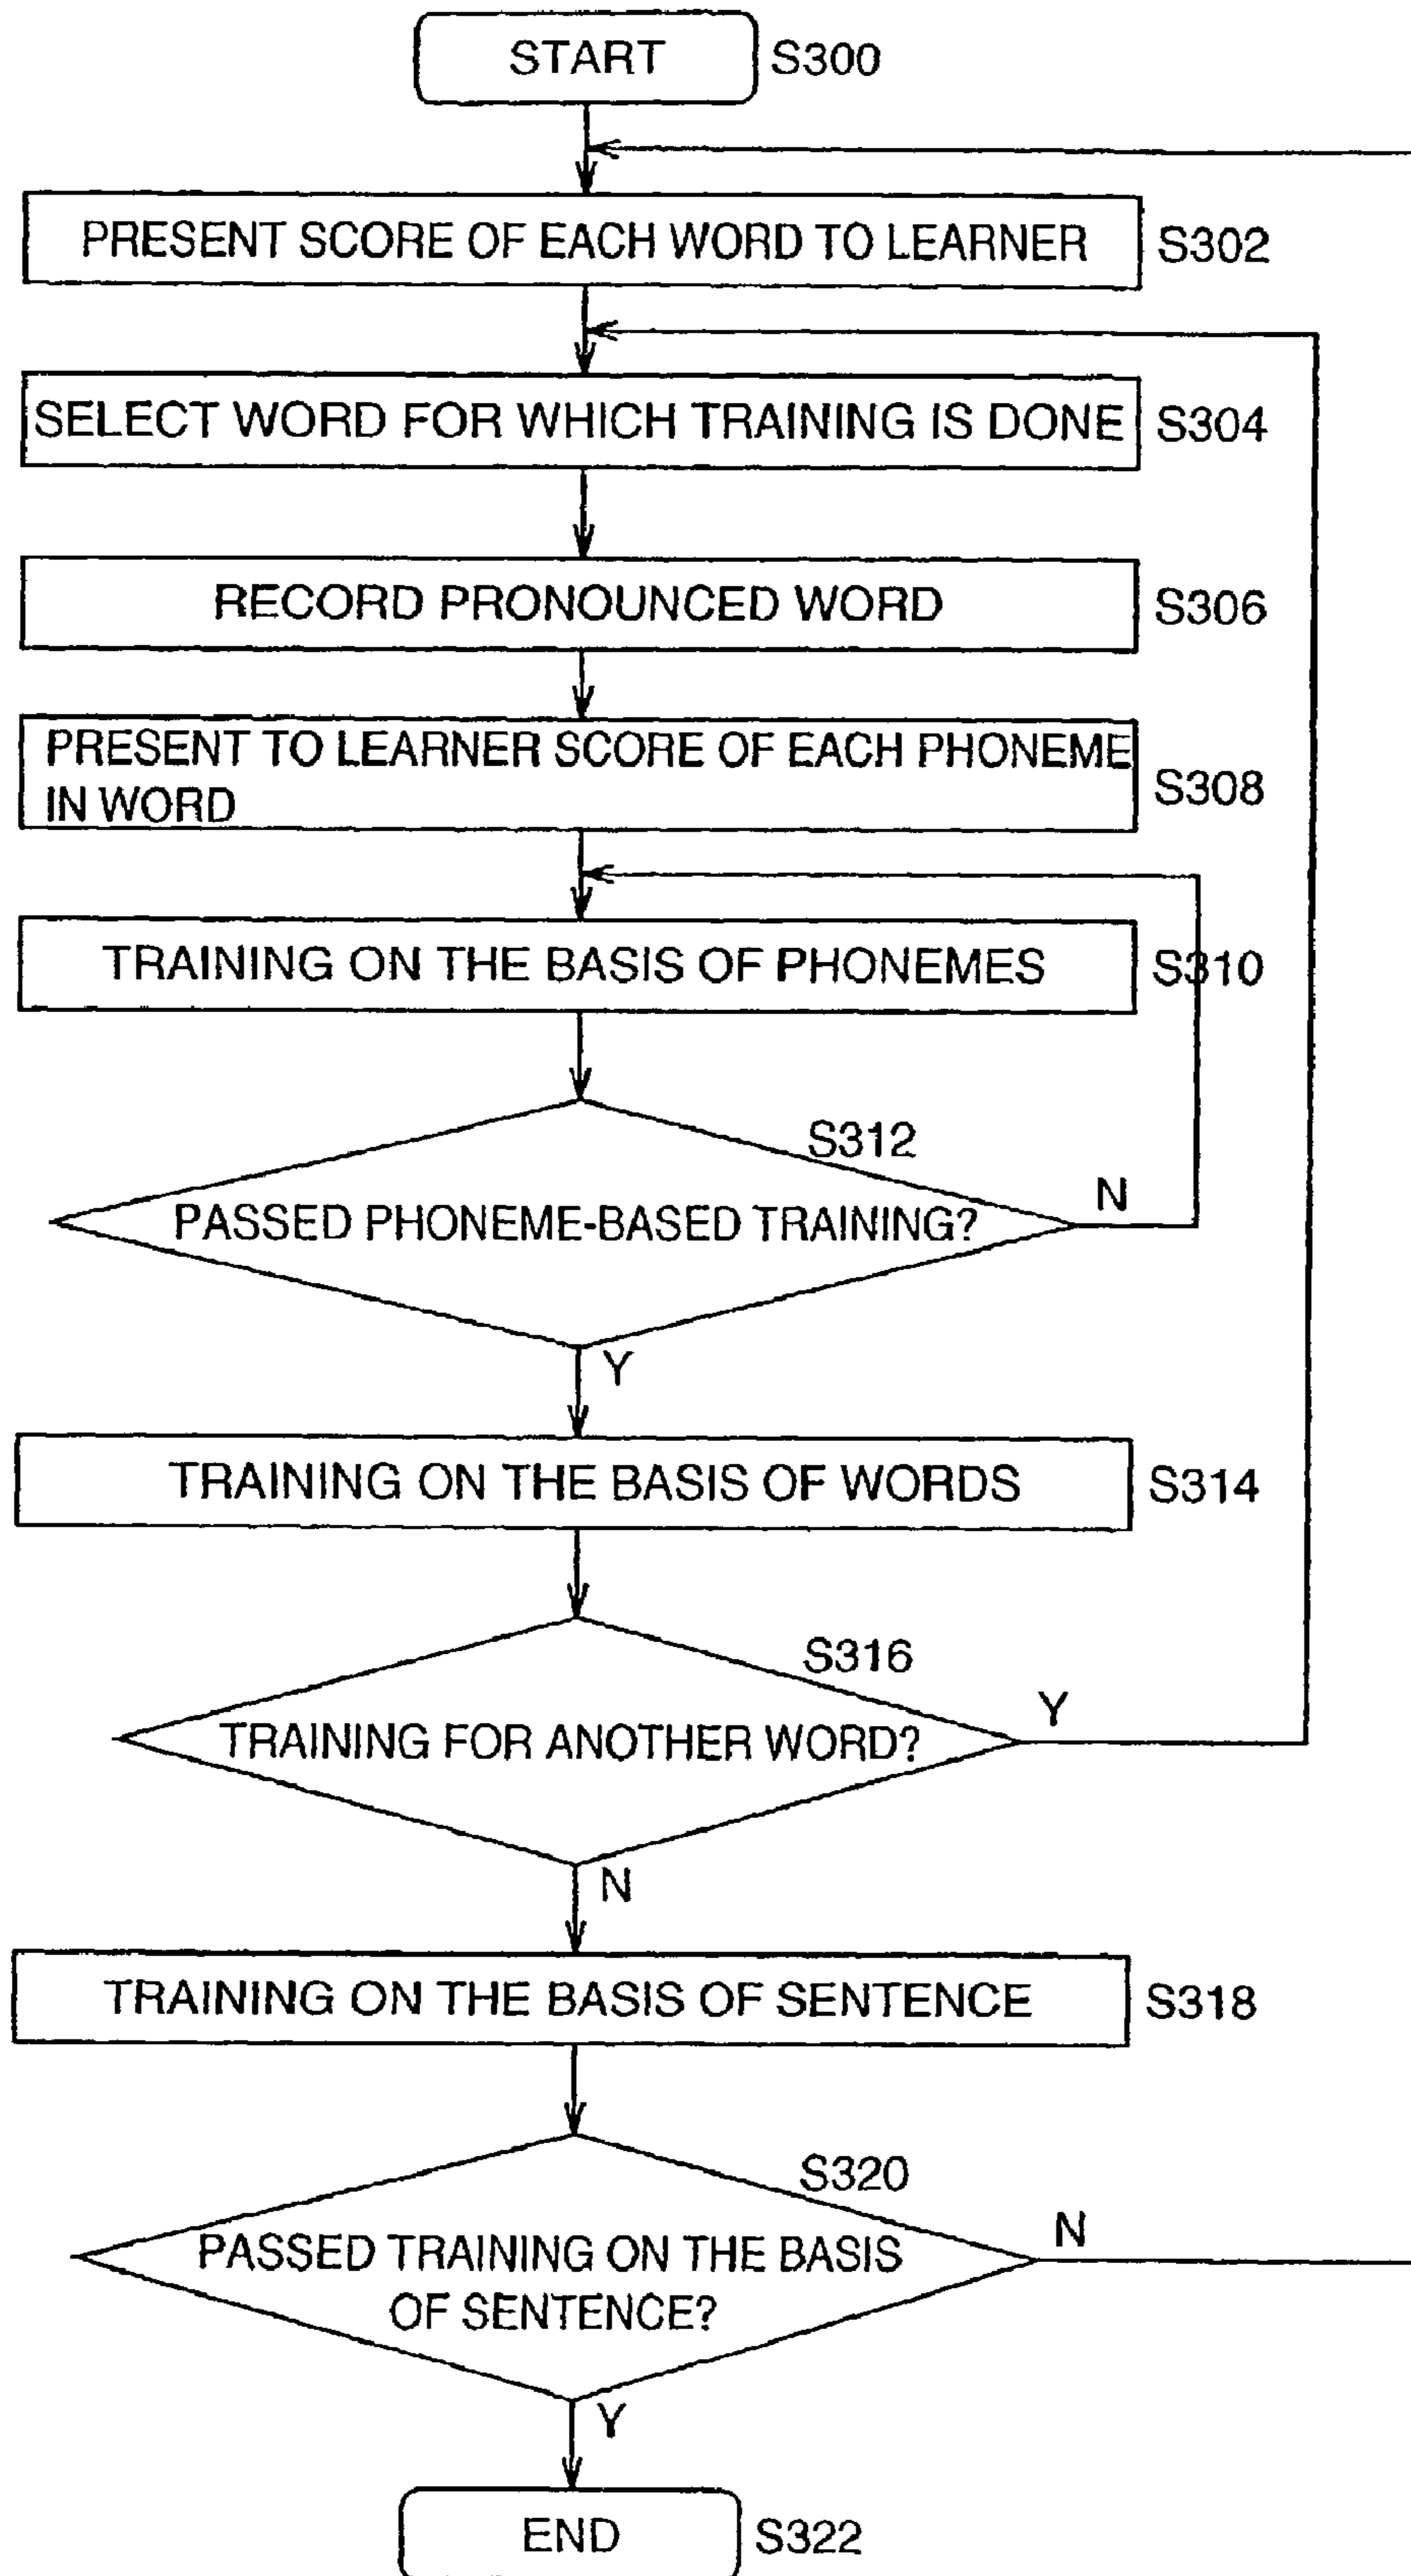 START S300
PRESENT SCORE OF EACH WORD TO LEARNER S302
SELECT WORD FOR WHICH TRAINING IS DONE S304
RECORD PRONOUNCED WORD S306
PRESENT TO LEARNER SCORE OF EACH PHONEME
IN WORD S308
TRAINING ON THE BASIS OF PHONEMES S310
S312
N
PASSED PHONEME-BASED TRAINING?
Y
TRAINING ON THE BASIS OF WORDS S314
S316
Y
TRAINING FOR ANOTHER WORD?
N
TRAINING ON THE BASIS OF SENTENCE S318
S320
N
PASSED TRAINING ON THE BASIS
OF SENTENCE?
Y
END S322